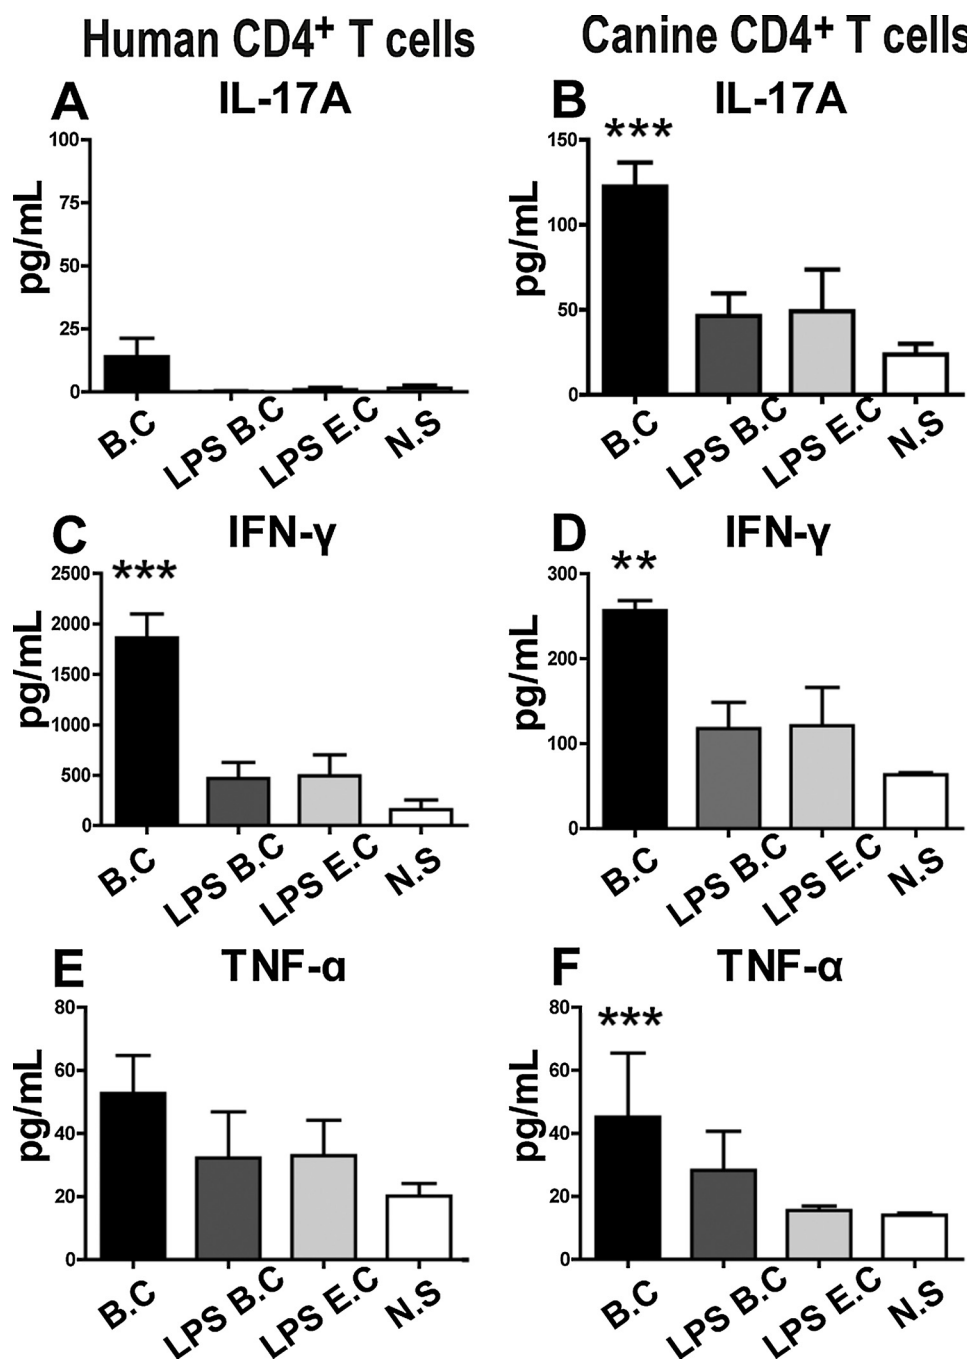 Human CD4+ T cells
Canine CD4+ T cells
A
IL-17A
pg/mL
100
75
50
25
0
B.C
LPS B.C
LPS E.C
N.S
B
IL-17A
***
pg/mL
150
100
50
0
B.C
LPS B.C
LPS E.C
N.S
C
IFN-γ
***
pg/mL
2500
2000
1500
1000
500
0
B.C
LPS B.C
LPS E.C
N.S
D
IFN-γ
**
pg/mL
300
200
100
0
B.C
LPS B.C
LPS E.C
N.S
E
TNF-α
pg/mL
80
60
40
20
0
B.C
LPS B.C
LPS E.C
N.S
F
TNF-α
***
pg/mL
80
60
40
20
0
B.C
LPS B.C
LPS E.C
N.S